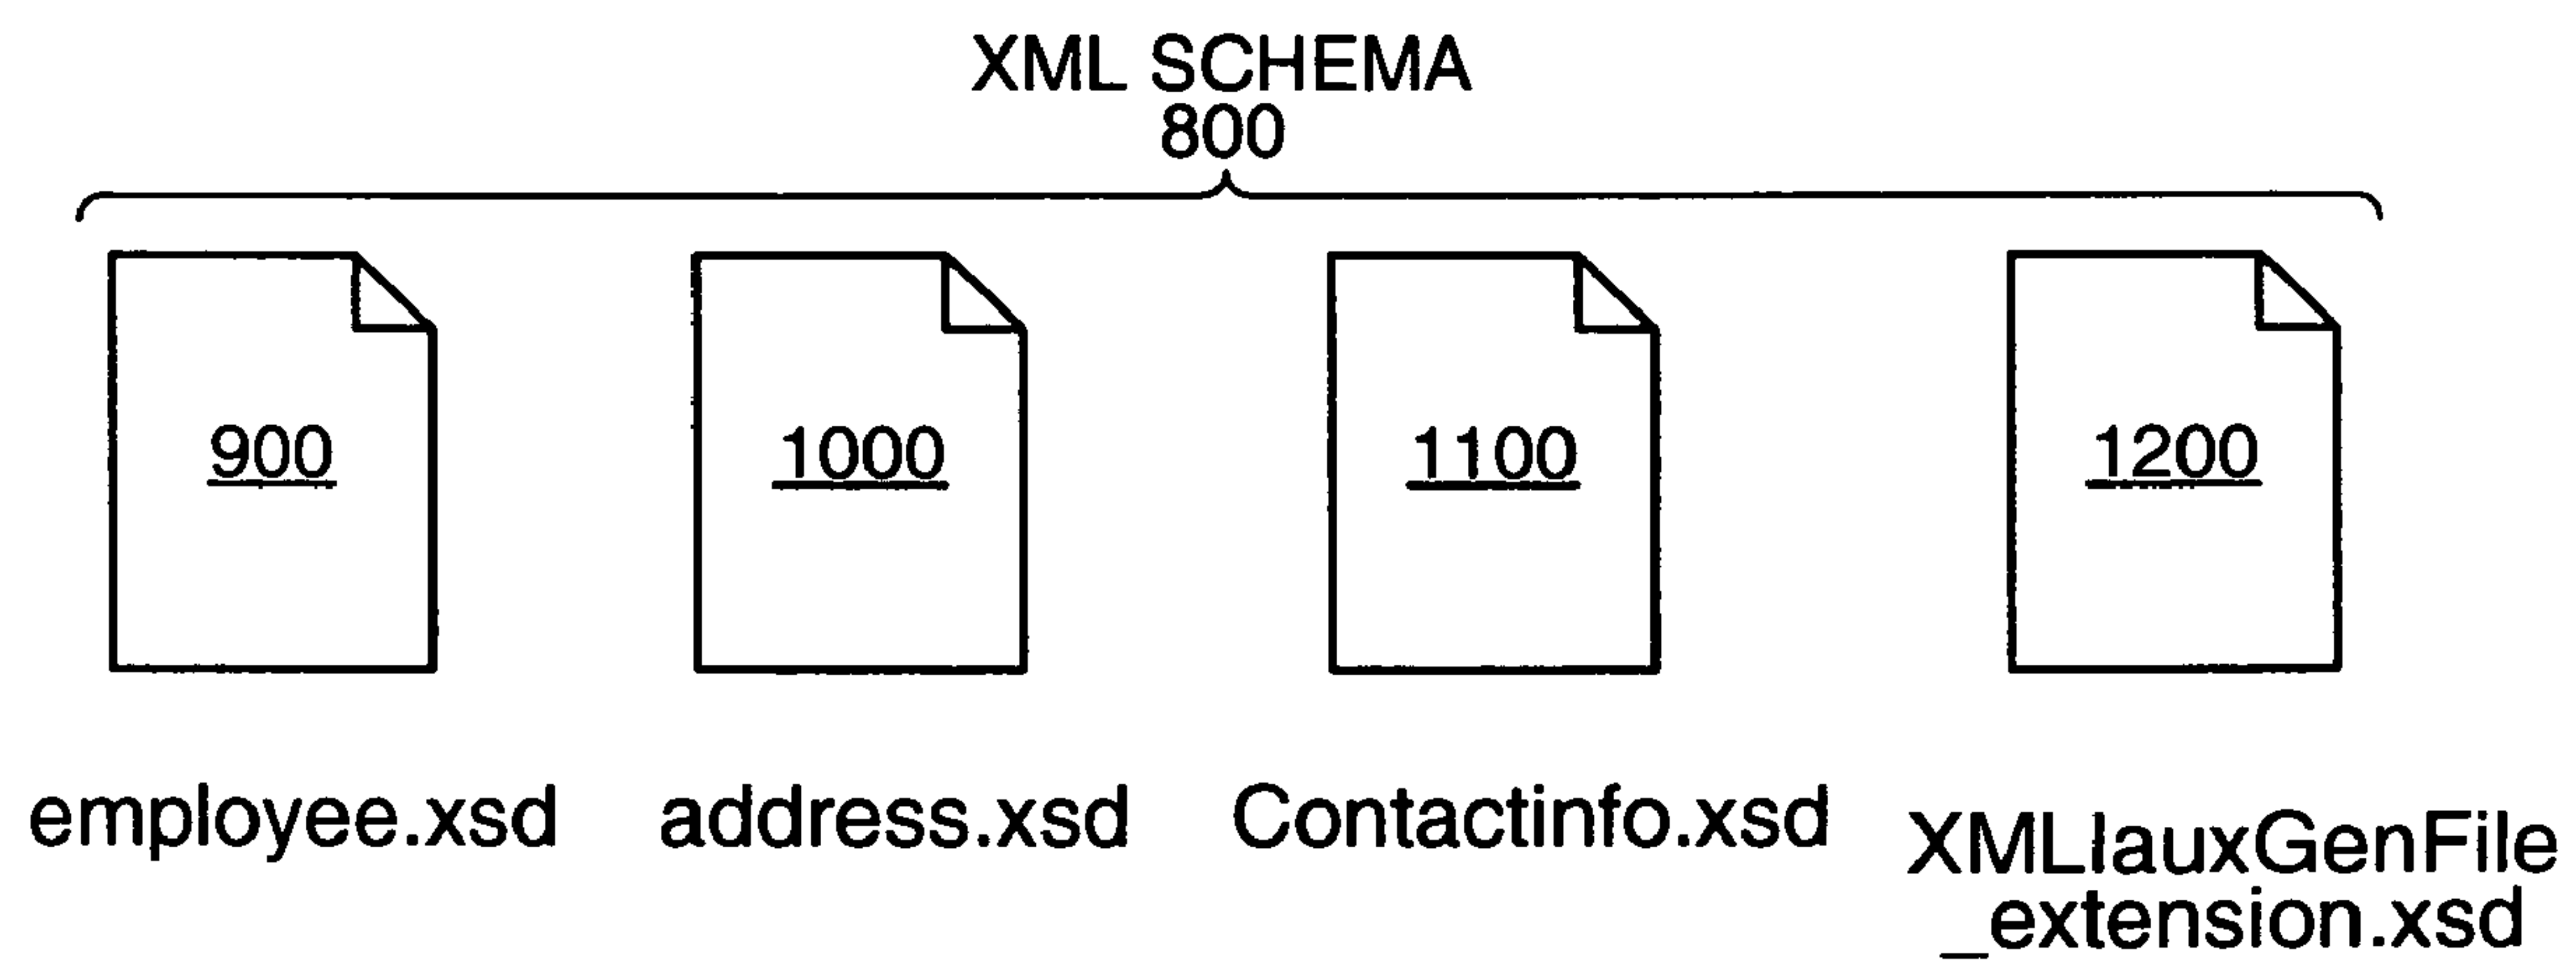 XML SCHEMA
800
900
1000
1100
1200
employee.xsd
address.xsd
Contactinfo.xsd
XMLIauxGenFile
_extension.xsd